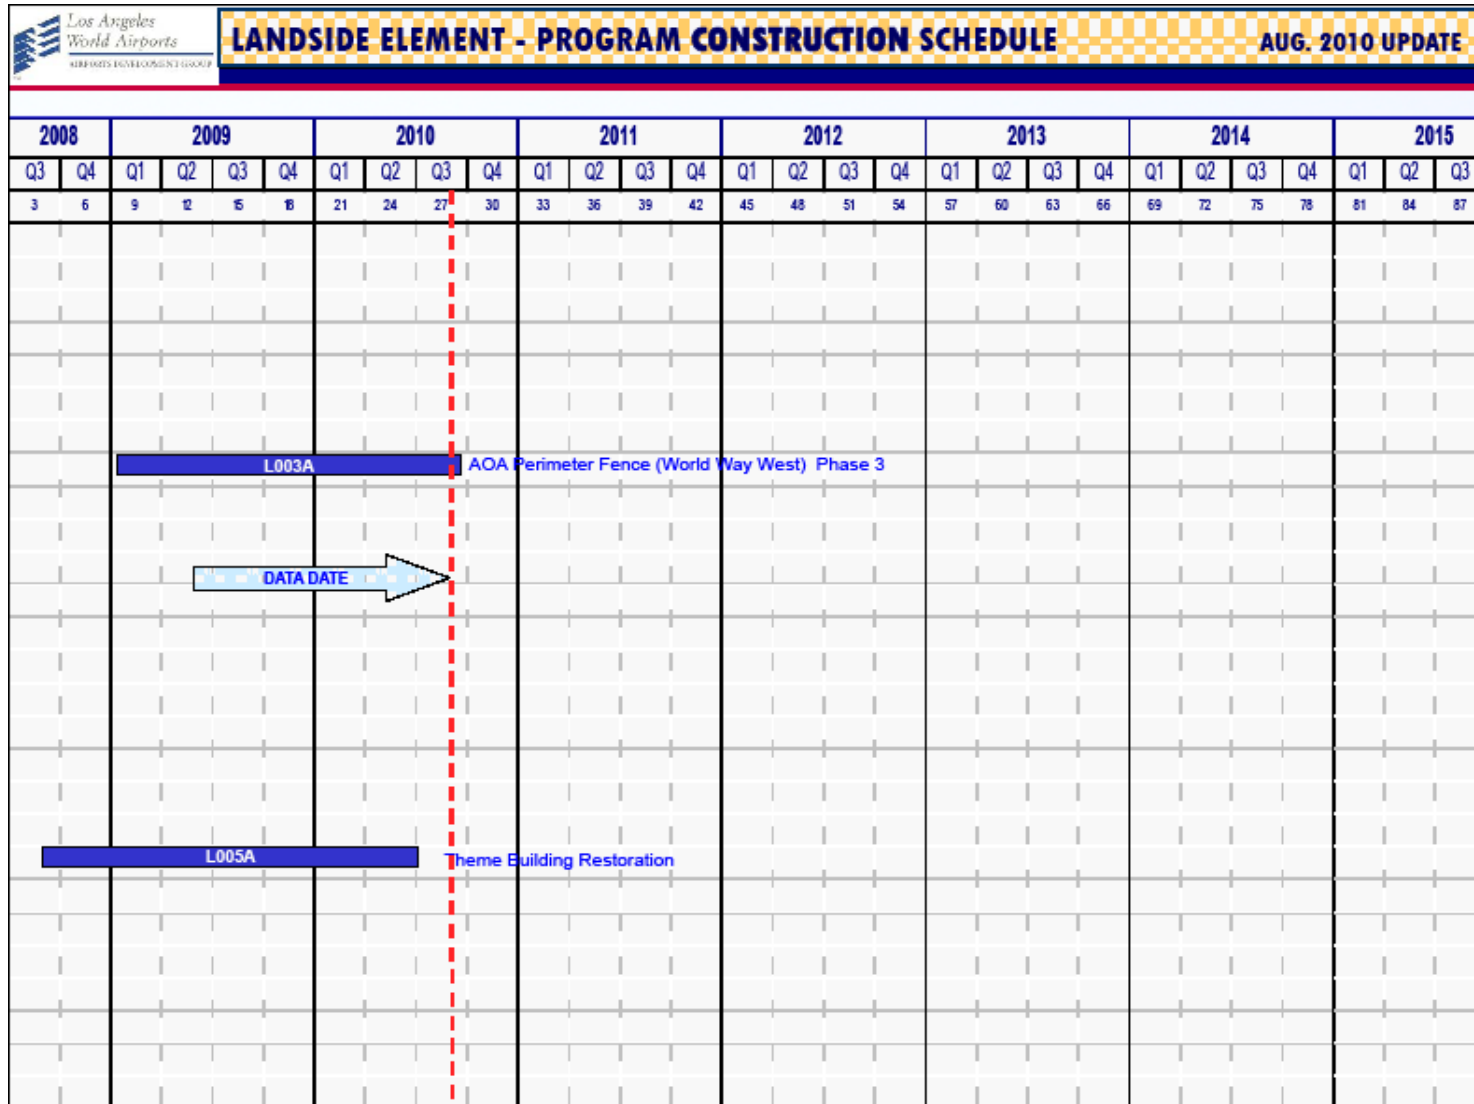 Los Angeles
World Airports
AIRPORTS DEVELOPMENT GROUP
LANDSIDE ELEMENT - PROGRAM CONSTRUCTION SCHEDULE
AUG. 2010 UPDATE
2008 2009 2010 2011 2012 2013 2014 2015
Q3 Q4 Q1 Q2 Q3 Q4 Q1 Q2 Q3 Q4 Q1 Q2 Q3 Q4 Q1 Q2 Q3 Q4 Q1 Q2 Q3 Q4 Q1 Q2 Q3 Q4 Q1 Q2 Q3
3 6 9 12 15 18 21 24 27 30 33 36 39 42 45 48 51 54 57 60 63 66 69 72 75 78 81 84 87
L003A AOA Perimeter Fence (World Way West) Phase 3
DATA DATE
L005A Theme Building Restoration